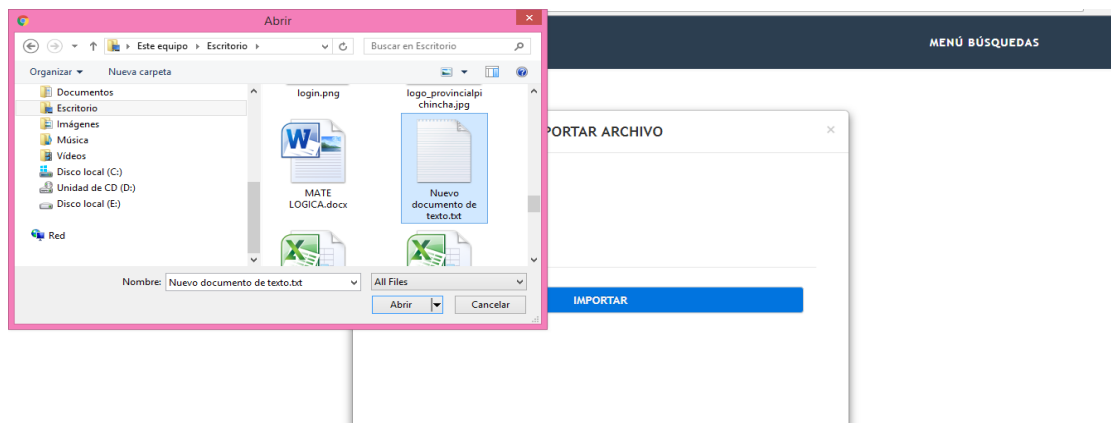 Abrir
Este equipo
Escritorio
Buscar en Escritorio
Organizar
Nueva carpeta
Documentos
Escritorio
Imágenes
Música
Vídeos
Disco local (C:)
Unidad de CD (D:)
Disco local (E:)
Red
login.png
logo_provincialpi
chincha.jpg
MATE
LOGICA.docx
Nuevo
documento de
texto.txt
Nombre:
Nuevo documento de texto.txt
All Files
Abrir
Cancelar
MENÚ BÚSQUEDAS
PORTAR ARCHIVO
×
IMPORTAR